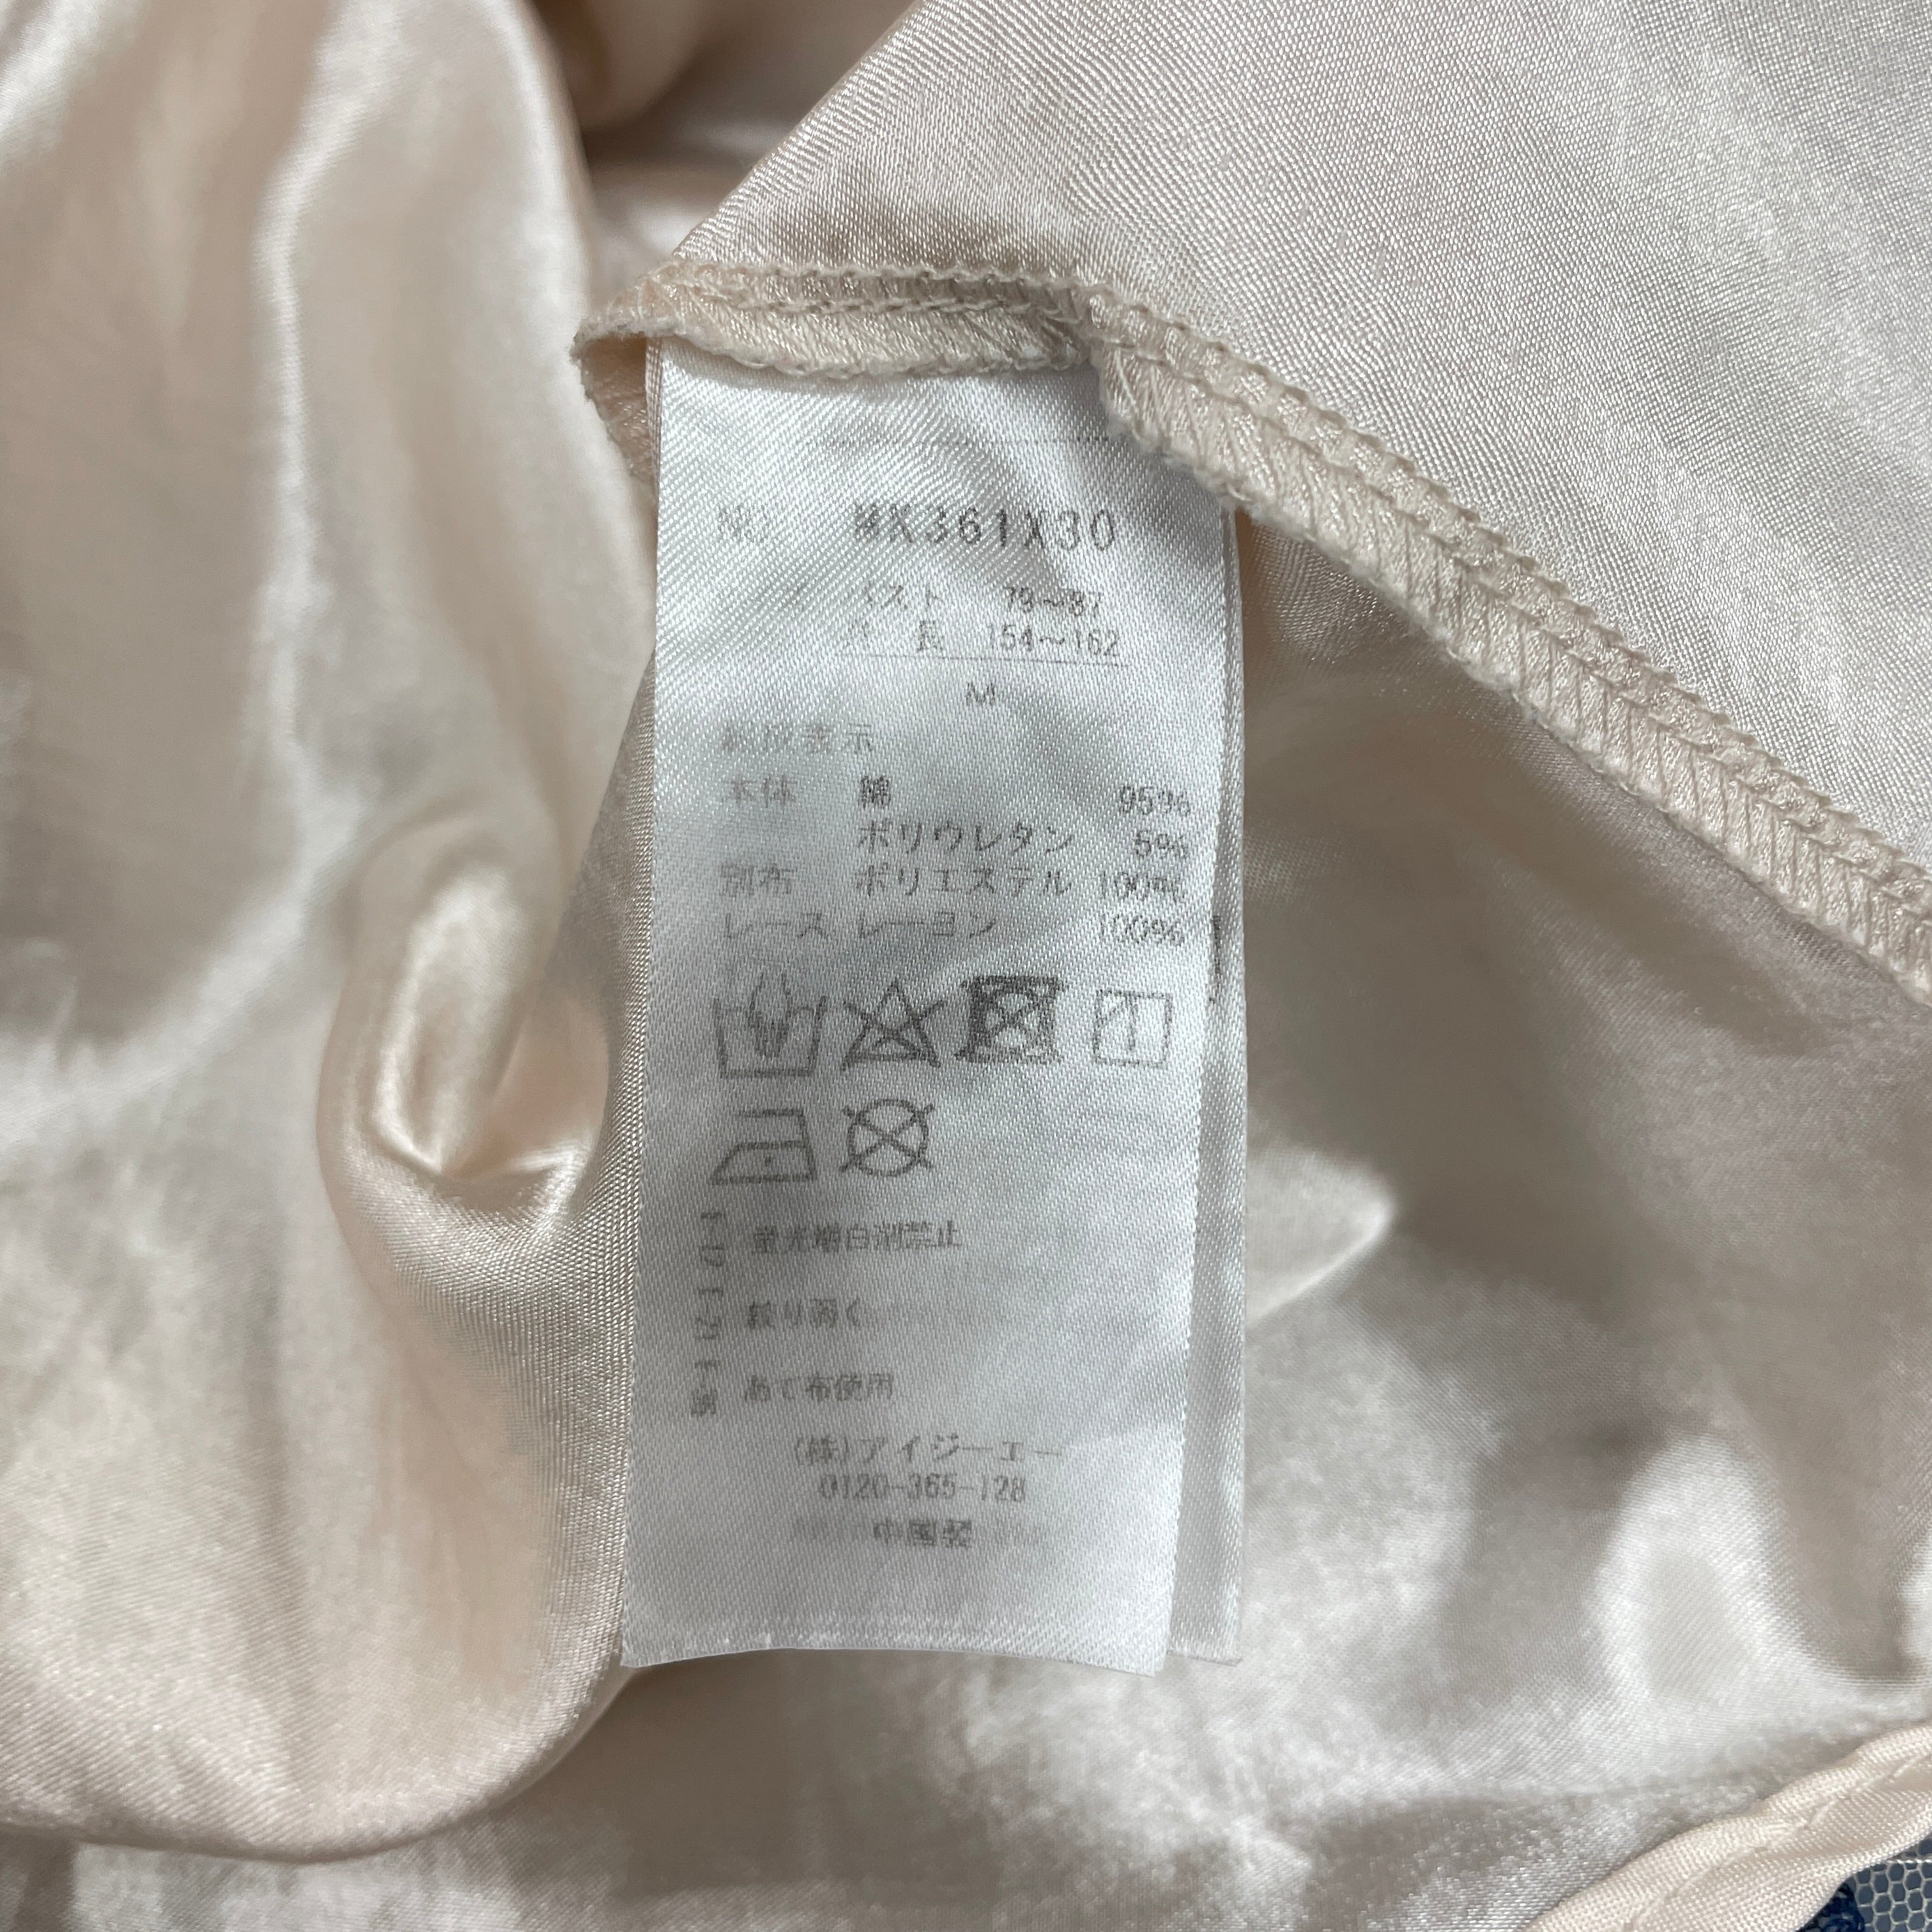 No. MX361X30
バスト 79〜87
身長 154〜162
M
組成表示
本体 綿 95%
ポリウレタン 5%
別布 ポリエステル 100%
レース レーヨン 100%
蛍光増白剤禁止
絞り弱く
あて布使用
(株)アイジーエー
0120-365-128
中国製